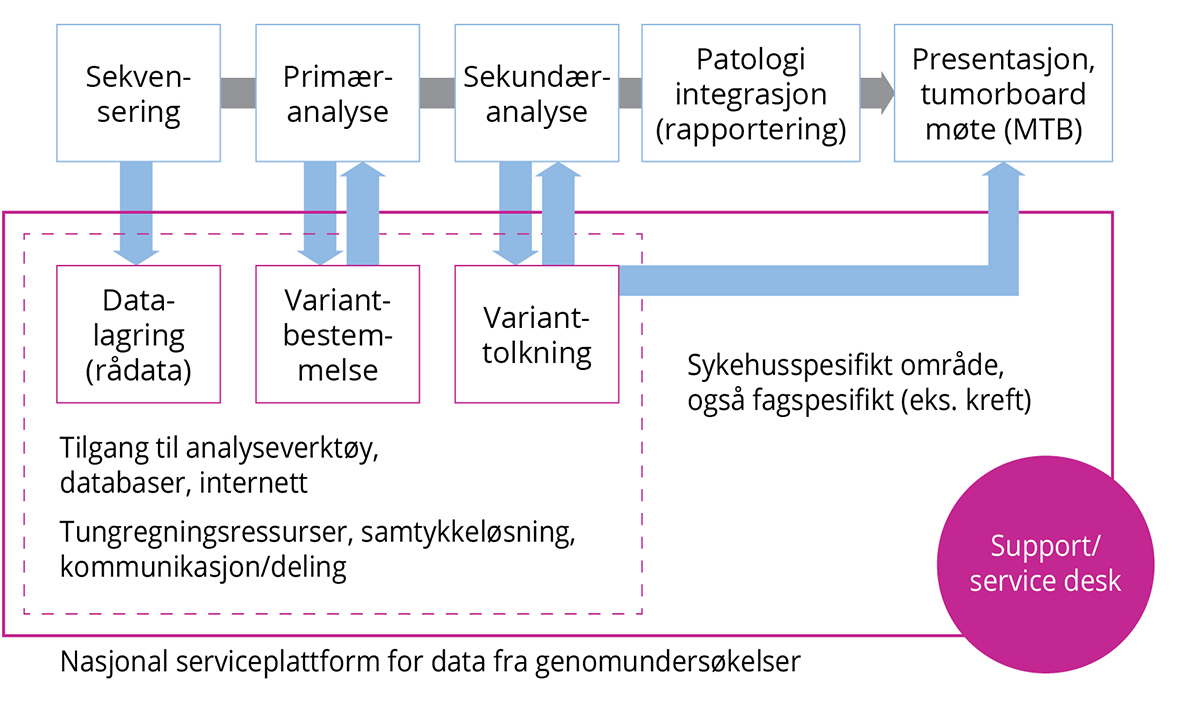 Sekven-
sering
Primær-
analyse
Sekundær-
analyse
Patologi
integrasjon
(rapportering)
Presentasjon,
tumorboard
møte (MTB)
Data-
lagring
(rådata)
Variant-
bestem-
melse
Variant-
tolkning
Sykehusspesifikt område,
også fagspesifikt (eks. kreft)
Tilgang til analyseverktøy,
databaser, internett
Tungregningsressurser, samtykkeløsning,
kommunikasjon/deling
Support/
service desk
Nasjonal serviceplattform for data fra genomundersøkelser